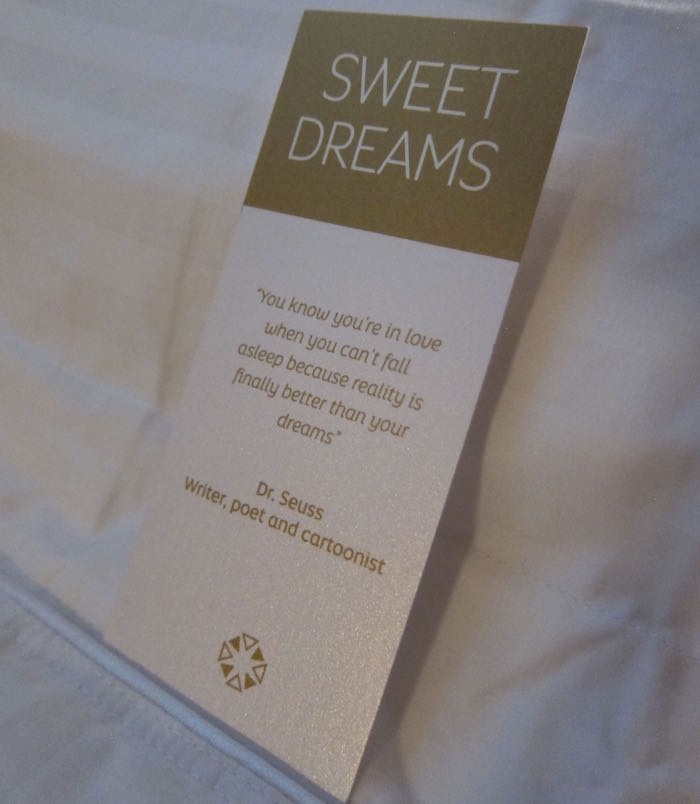 SWEET
DREAMS
"You know you're in love
when you can't fall
asleep because reality is
finally better than your
dreams"
Dr. Seuss
Writer, poet and cartoonist